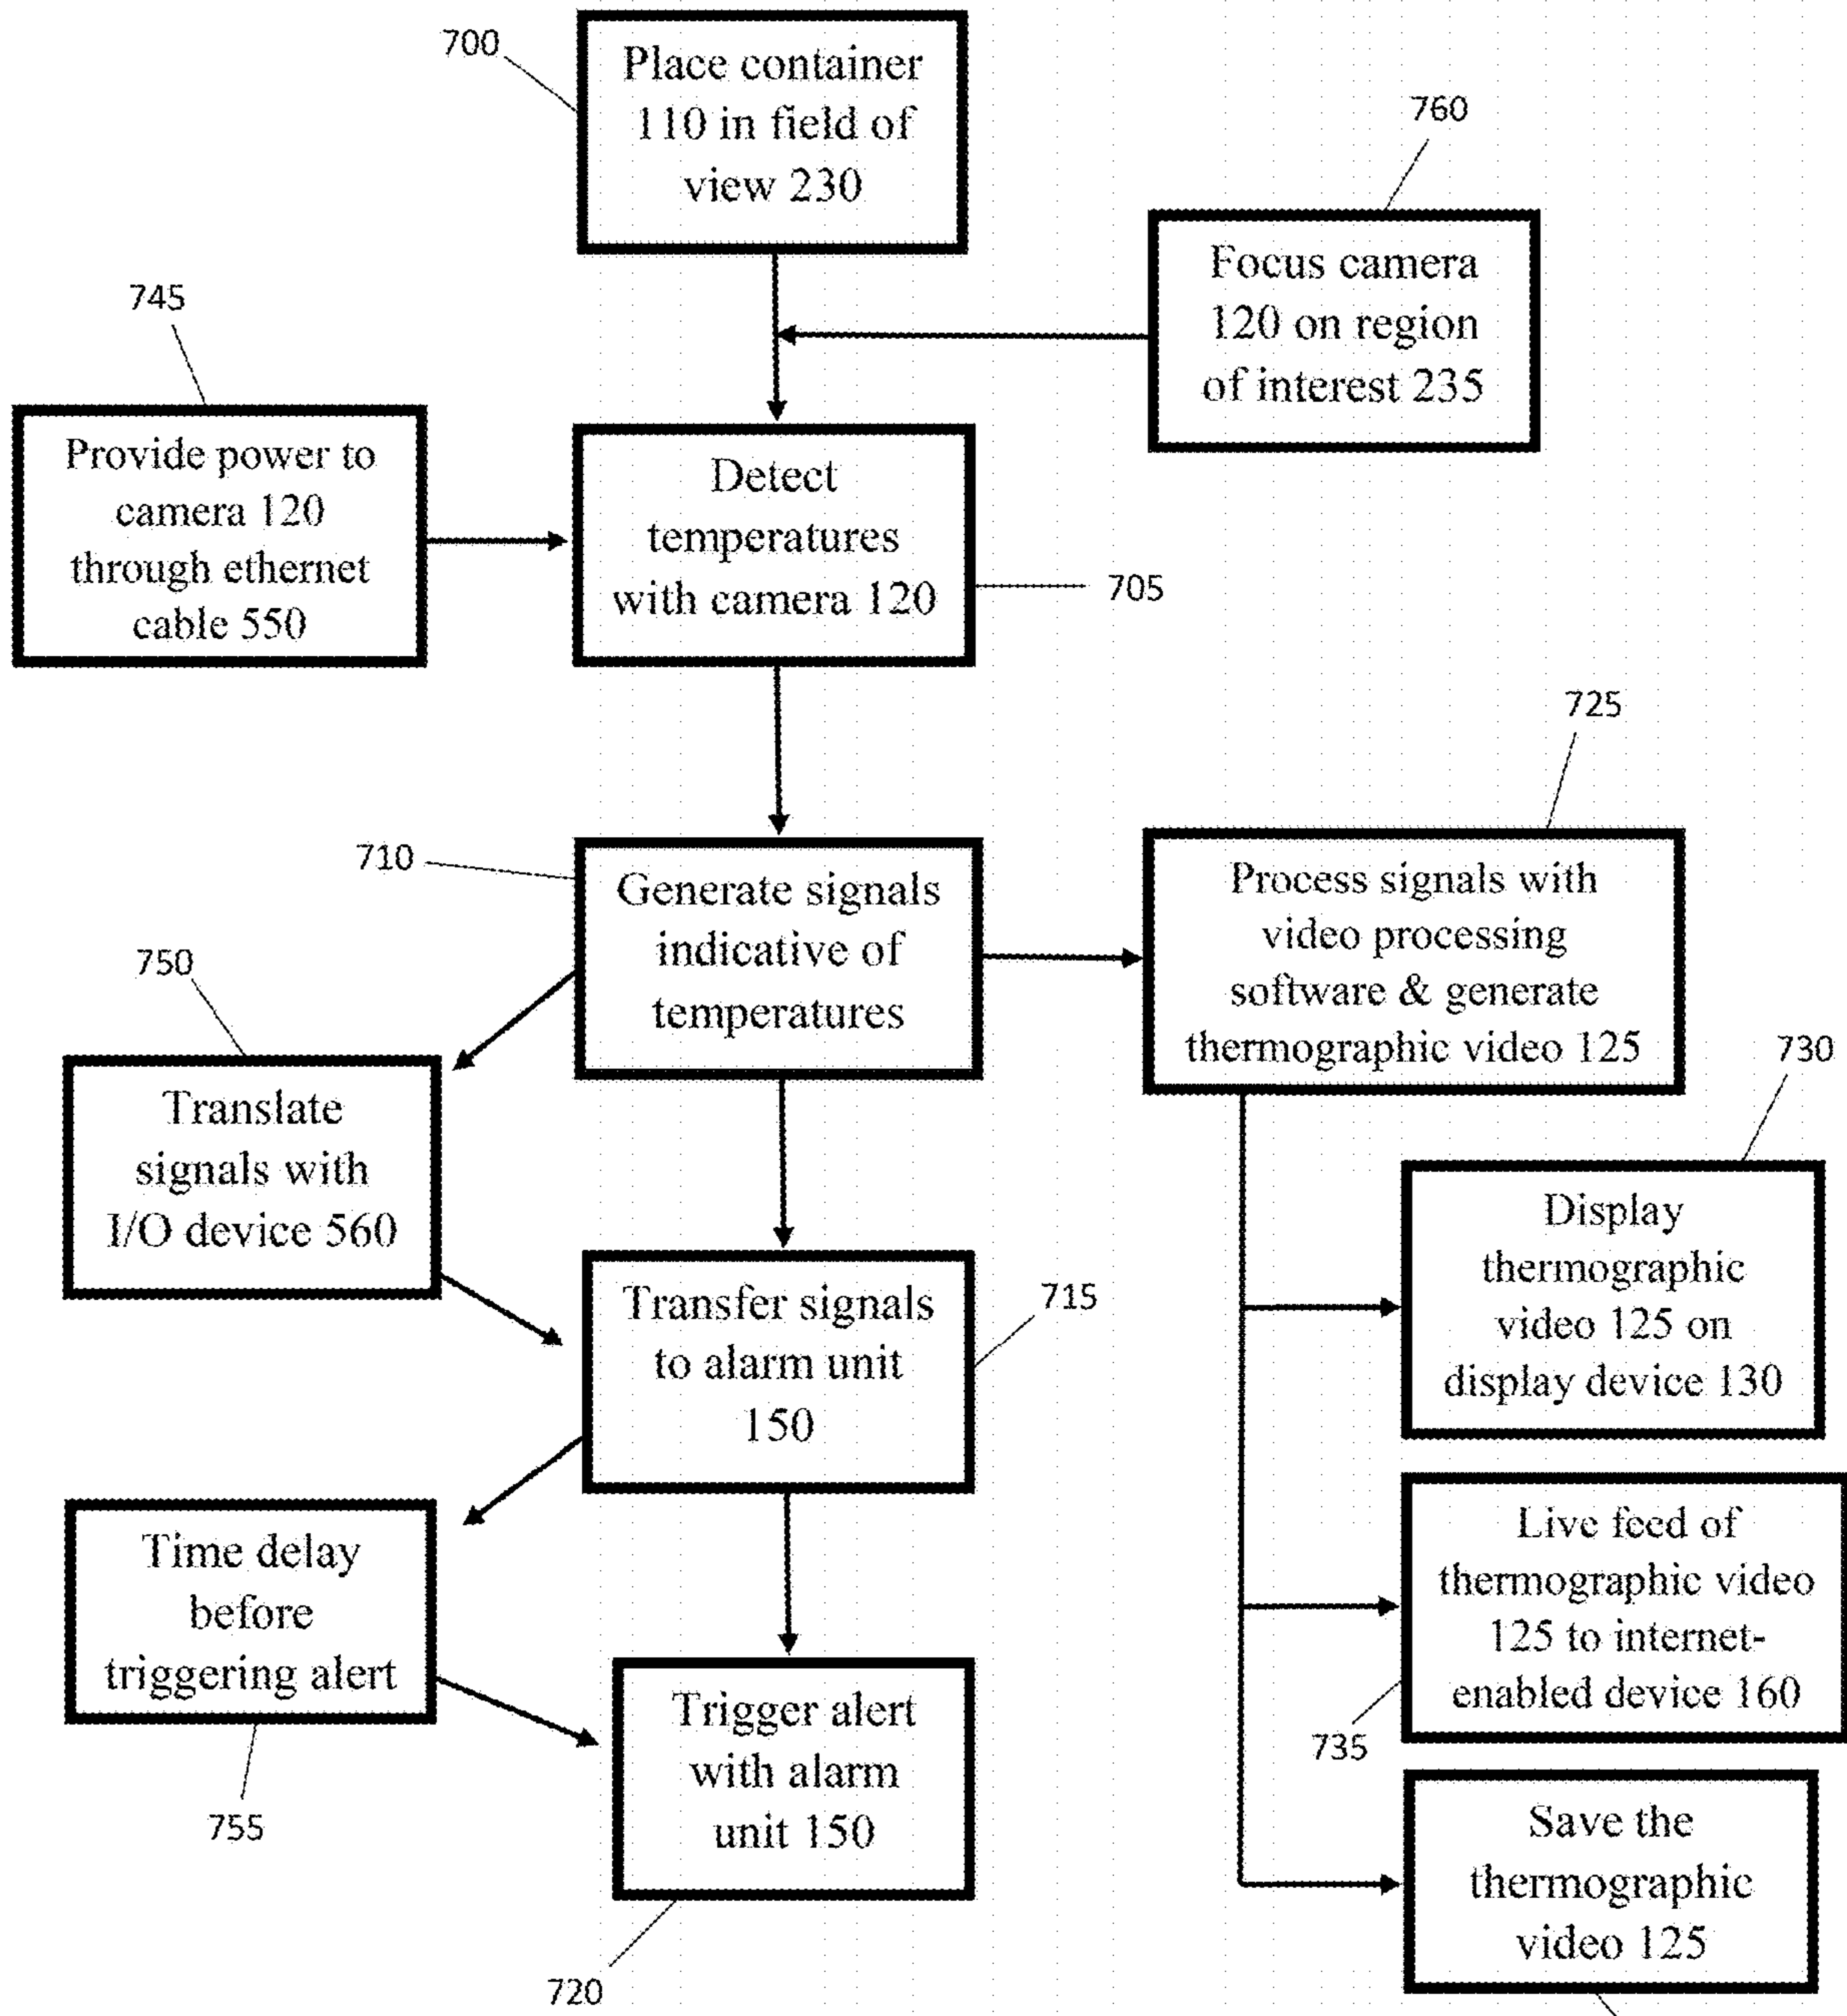 700
Place container
110 in field of
view 230
760
Focus camera
120 on region
of interest 235
745
Provide power to
camera 120
through ethernet
cable 550
Detect
temperatures
with camera 120
705
725
710
Generate signals
indicative of
temperatures
Process signals with
video processing
software & generate
thermographic video 125
750
Translate
signals with
I/O device 560
730
Display
thermographic
video 125 on
display device 130
Transfer signals
to alarm unit
150
715
Live feed of
thermographic video
125 to internet-
enabled device 160
735
Time delay
before
triggering alert
755
Trigger alert
with alarm
unit 150
720
Save the
thermographic
video 125